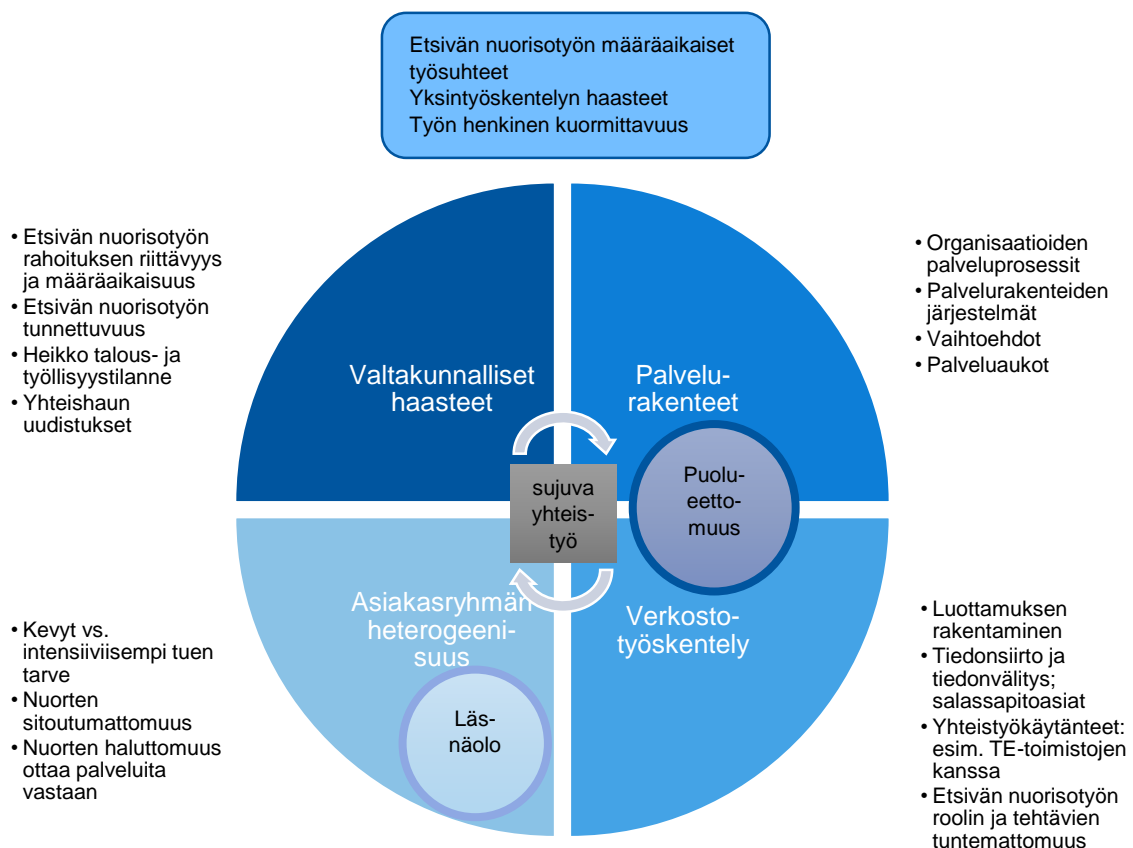 Etsivän nuorisotyön määräaikaiset
työsuhteet
Yksintyöskentelyn haasteet
Työn henkinen kuormittavuus
• Etsivän nuorisotyön
rahoituksen riittävyys
ja määräaikaisuus
• Etsivän nuorisotyön
tunnettuvuus
• Heikko talous- ja
työllisyystilanne
• Yhteishaun
uudistukset
Valtakunnalliset
haasteet
Palvelu-
rakenteet
• Organisaatioiden
palveluprosessit
• Palvelurakenteiden
järjestelmät
• Vaihtoehdot
• Palveluaukot
sujuva
yhteis-
työ
Puolu-
eetto-
muus
Asiakasryhmän
heterogeeni-
suus
Läs-
näolo
Verkosto-
työskentely
• Kevyt vs.
intensiiviisempi tuen
tarve
• Nuorten
sitoutumattomuus
• Nuorten haluttomuus
ottaa palveluita
vastaan
• Luottamuksen
rakentaminen
• Tiedonsiirto ja
tiedonvälitys;
salassapitoasiat
• Yhteistyökäytänteet:
esim. TE-toimistojen
kanssa
• Etsivän nuorisotyön
roolin ja tehtävien
tuntemattomuus